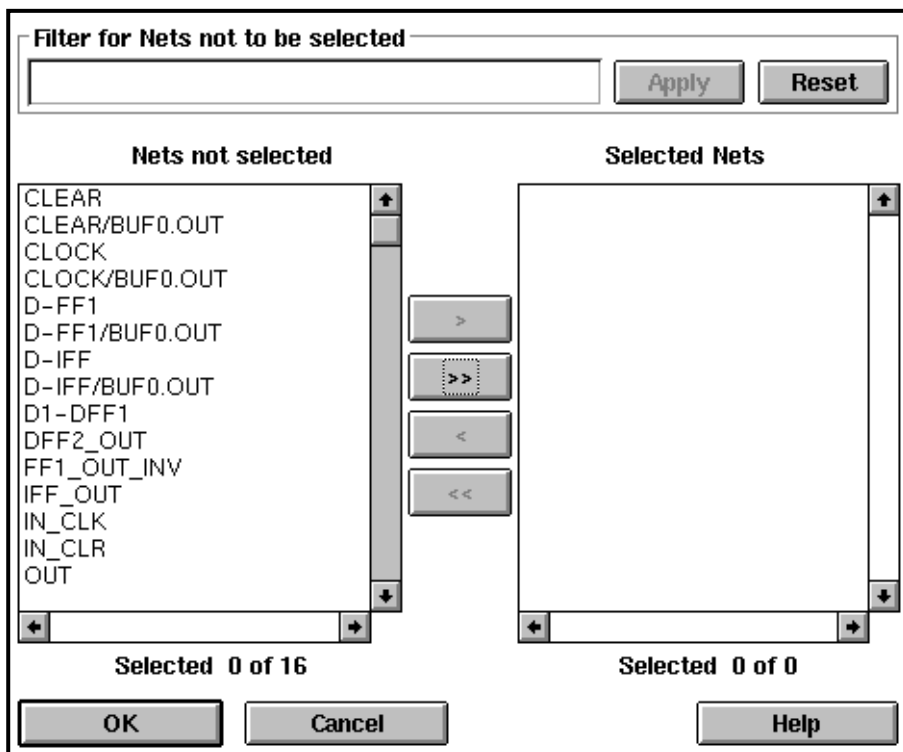 Filter for Nets not to be selected
Apply Reset
Nets not selected Selected Nets
CLEAR
CLEAR/BUF0.OUT
CLOCK
CLOCK/BUF0.OUT
D-FF1
D-FF1/BUF0.OUT
D-IFF
D-IFF/BUF0.OUT
D1-DFF1
DFF2_OUT
FF1_OUT_INV
IFF_OUT
IN_CLK
IN_CLR
OUT
>
>>
<
<<
Selected 0 of 16 Selected 0 of 0
OK Cancel Help